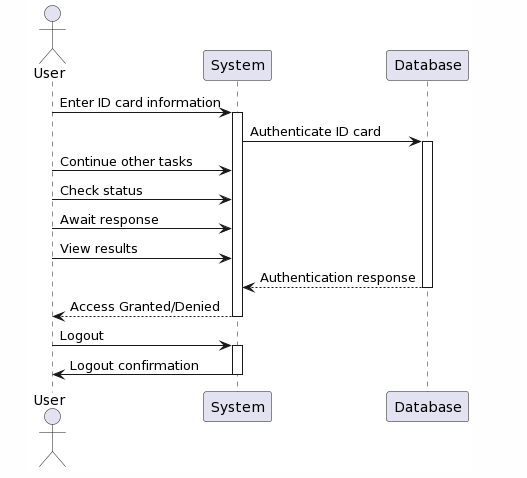 User
System
Database
Enter ID card information
Authenticate ID card
Continue other tasks
Check status
Await response
View results
Authentication response
Access Granted/Denied
Logout
Logout confirmation
User
System
Database